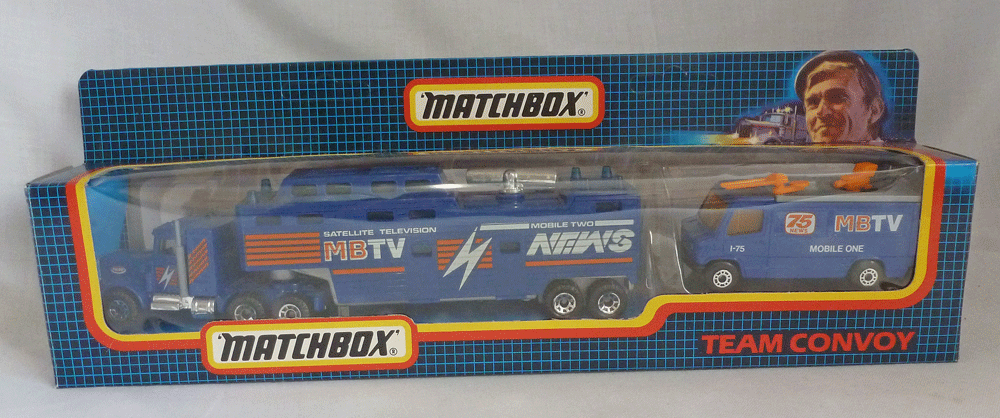 'MATCHBOX'®
SATELLITE TELEVISION
MBTV
MOBILE TWO
NEWS
75
NEWS
MBTV
I-75
MOBILE ONE
'MATCHBOX'®
TEAM CONVOY